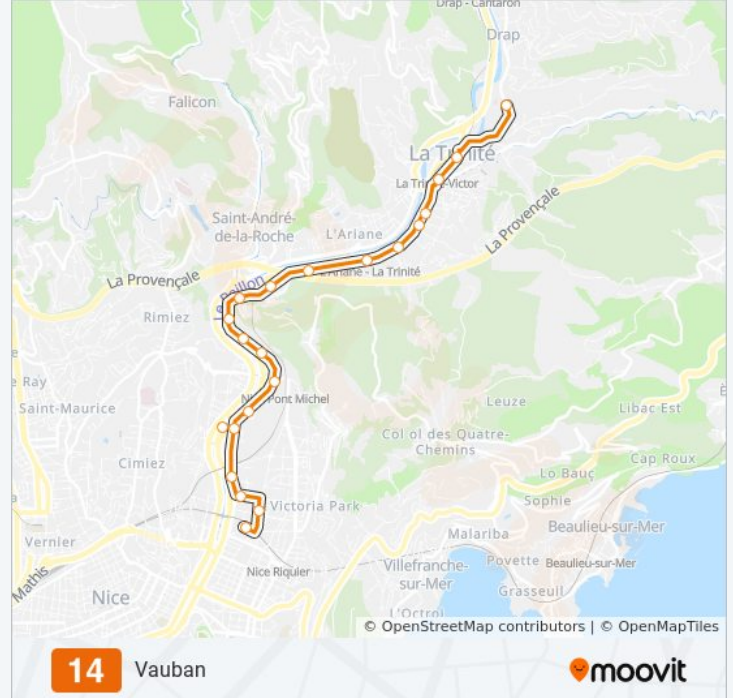 Drap - Cantaron
Drap
Falicon
La Trinité
La Trin
-Victor
Saint-André-
de-la-Roche
L'Ariane
La Provençale
La Provençale
Ariane - La Trinité
Le Paillon
Rimiez
e Ray
Saint-Maurice
Pont Michel
Leuze
Libac Est
Col ol des Quatre-
Chemins
Cap Roux
Cimiez
Lo Bauç
Sophie
Victoria Park
Beaulieu-sur-Mer
Malariba
Vernier
Villefranche-
sur-Mer
Povette
Beaulieu-sur-Mer
Nice Riquier
Mathis
Grasseuil
Nice
L'Octroi
© OpenStreetMap contributors | © OpenMapTiles
14 Vauban
moovit